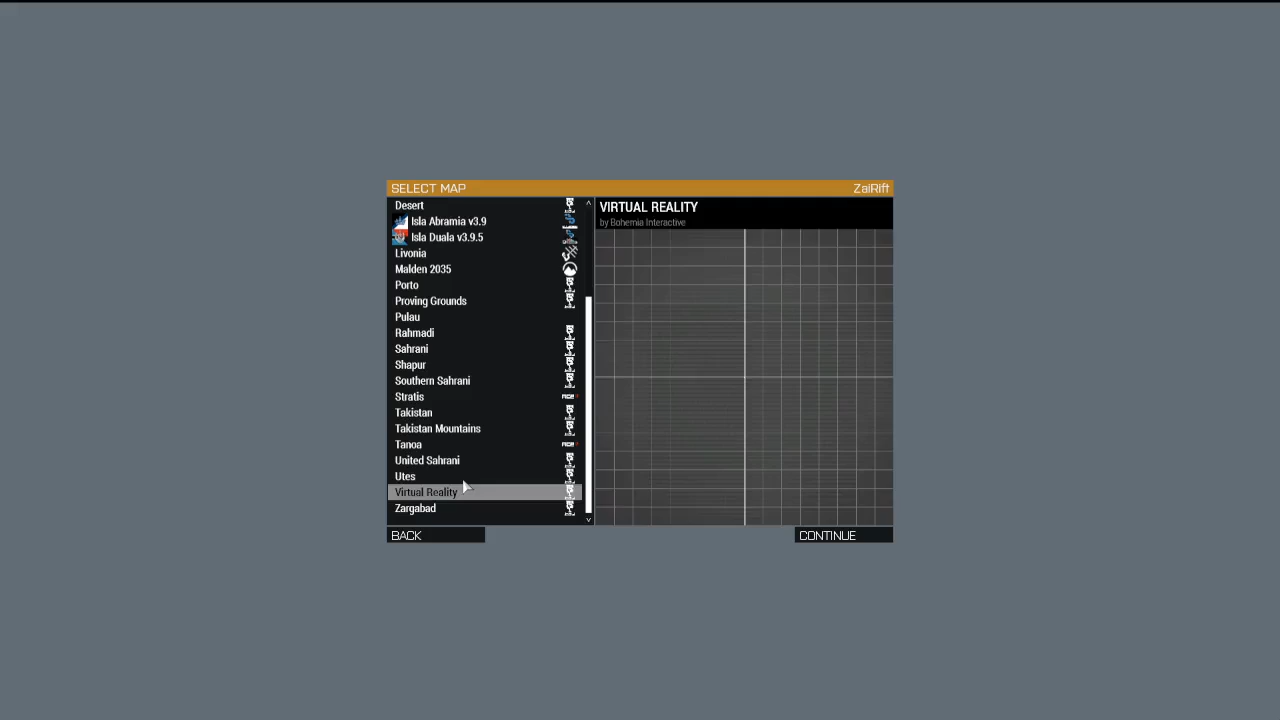 SELECT MAP ZaiRift
Desert
Isla Abramia v3.9
Isla Duala v3.9.5
Livonia
Malden 2035
Porto
Proving Grounds
Pulau
Rahmadi
Sahrani
Shapur
Southern Sahrani
Stratis
Takistan
Takistan Mountains
Tanoa
United Sahrani
Utes
Virtual Reality
Zargabad
VIRTUAL REALITY
by Bohemia Interactive
BACK
CONTINUE